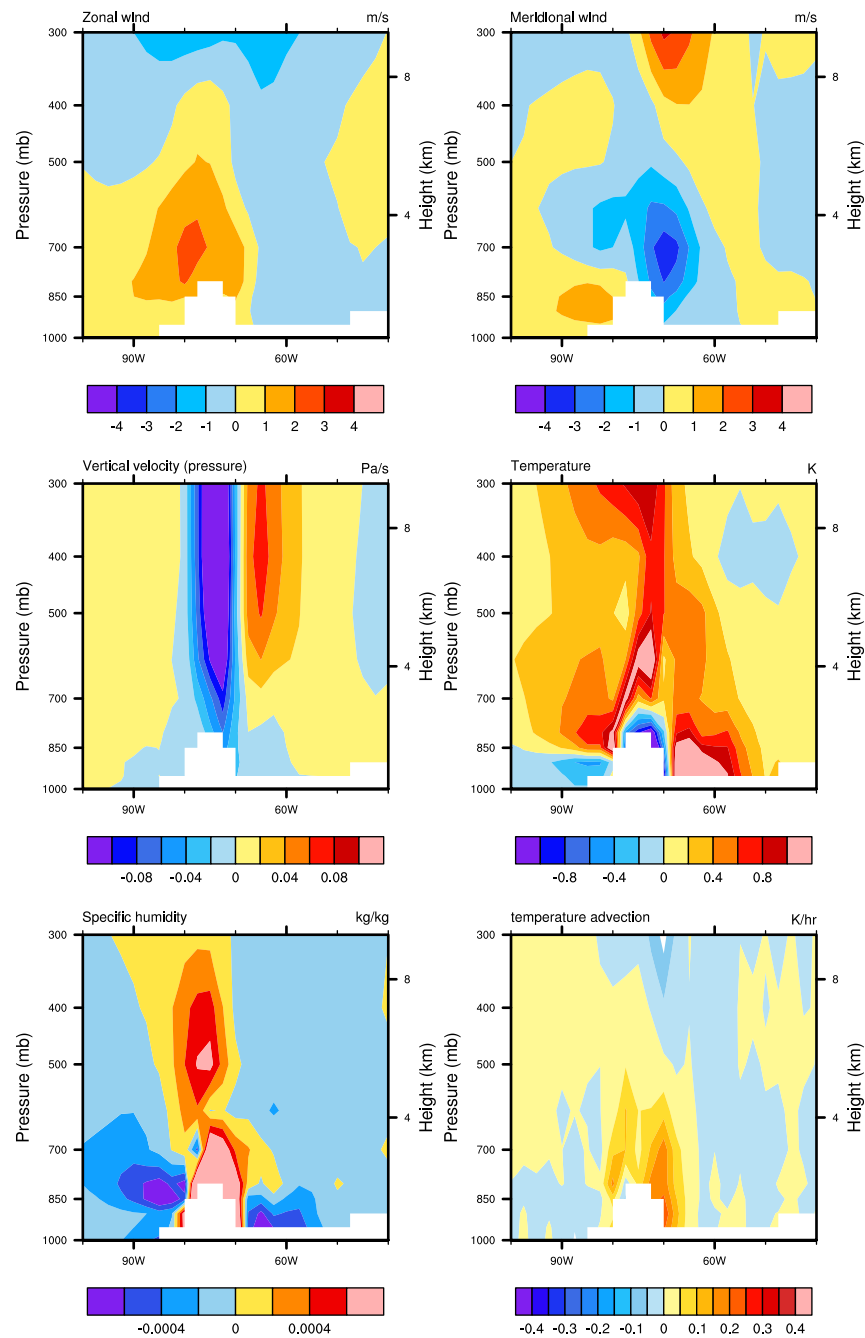 Zonal wind m/s
300
400
500
700
850
1000
Pressure (mb)
8
4
Height (km)
90W 60W
-4 -3 -2 -1 0 1 2 3 4
Meridional wind m/s
300
400
500
700
850
1000
Pressure (mb)
8
4
Height (km)
90W 60W
-4 -3 -2 -1 0 1 2 3 4
Vertical velocity (pressure) Pa/s
300
400
500
700
850
1000
Pressure (mb)
8
4
Height (km)
90W 60W
-0.08 -0.04 0 0.04 0.08
Temperature K
300
400
500
700
850
1000
Pressure (mb)
8
4
Height (km)
90W 60W
-0.8 -0.4 0 0.4 0.8
Specific humidity kg/kg
300
400
500
700
850
1000
Pressure (mb)
8
4
Height (km)
90W 60W
-0.0004 0 0.0004
temperature advection K/hr
300
400
500
700
850
1000
Pressure (mb)
8
4
Height (km)
90W 60W
-0.4 -0.3 -0.2 -0.1 0 0.1 0.2 0.3 0.4